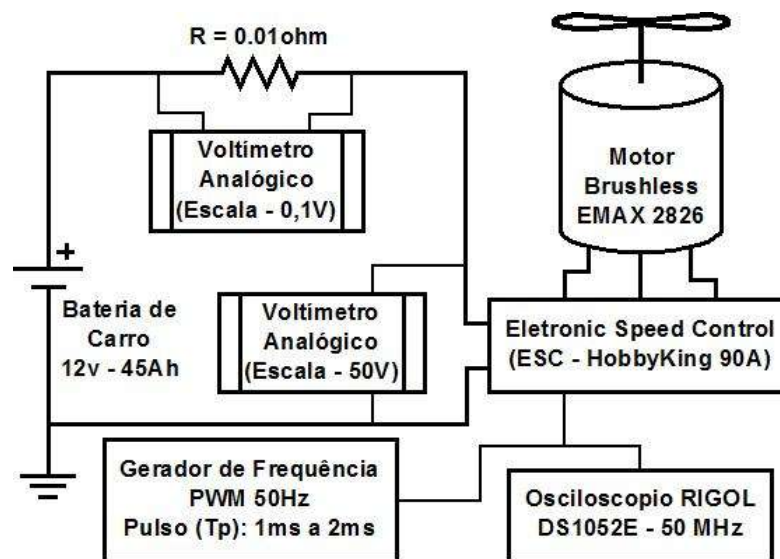 R = 0.01ohm
Voltímetro
Analógico
(Escala - 0,1V)
Motor
Brushless
EMAX 2826
+
Bateria de
Carro
12v - 45Ah
Voltímetro
Analógico
(Escala - 50V)
Eletronic Speed Control
(ESC - HobbyKing 90A)
Gerador de Frequência
PWM 50Hz
Pulso (Tp): 1ms a 2ms
Osciloscopio RIGOL
DS1052E - 50 MHz